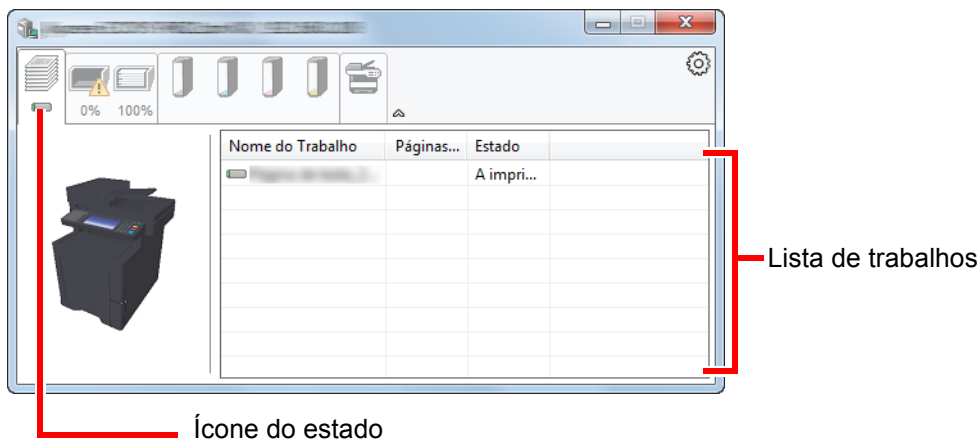 0% 100%
Nome do Trabalho Páginas... Estado
A impri...
Lista de trabalhos
Ícone do estado